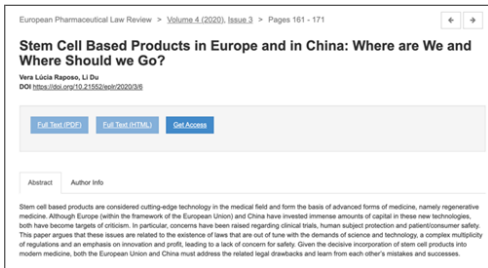 European Pharmaceutical Law Review > Volume 4 (2020), Issue 3 > Pages 161 - 171
Stem Cell Based Products in Europe and in China: Where are We and
Where Should we Go?
Vera Lúcia Raposo, Li Du
DOI https://doi.org/10.21552/eplr/2020/3/6
Full Text (PDF) Full Text (HTML) Get Access
Abstract Author Info
Stem cell based products are considered cutting-edge technology in the medical field and form the basis of advanced forms of medicine, namely regenerative
medicine. Although Europe (within the framework of the European Union) and China have invested immense amounts of capital in these new technologies,
both have become targets of criticism. In particular, concerns have been raised regarding clinical trials, human subject protection and patient/consumer safety.
This paper argues that these issues are related to the existence of laws that are out of tune with the demands of science and technology, a complex multiplicity
of regulations and an emphasis on innovation and profit, leading to a lack of concern for safety. Given the decisive incorporation of stem cell products into
modern medicine, both the European Union and China must address the related legal drawbacks and learn from each other's mistakes and successes.